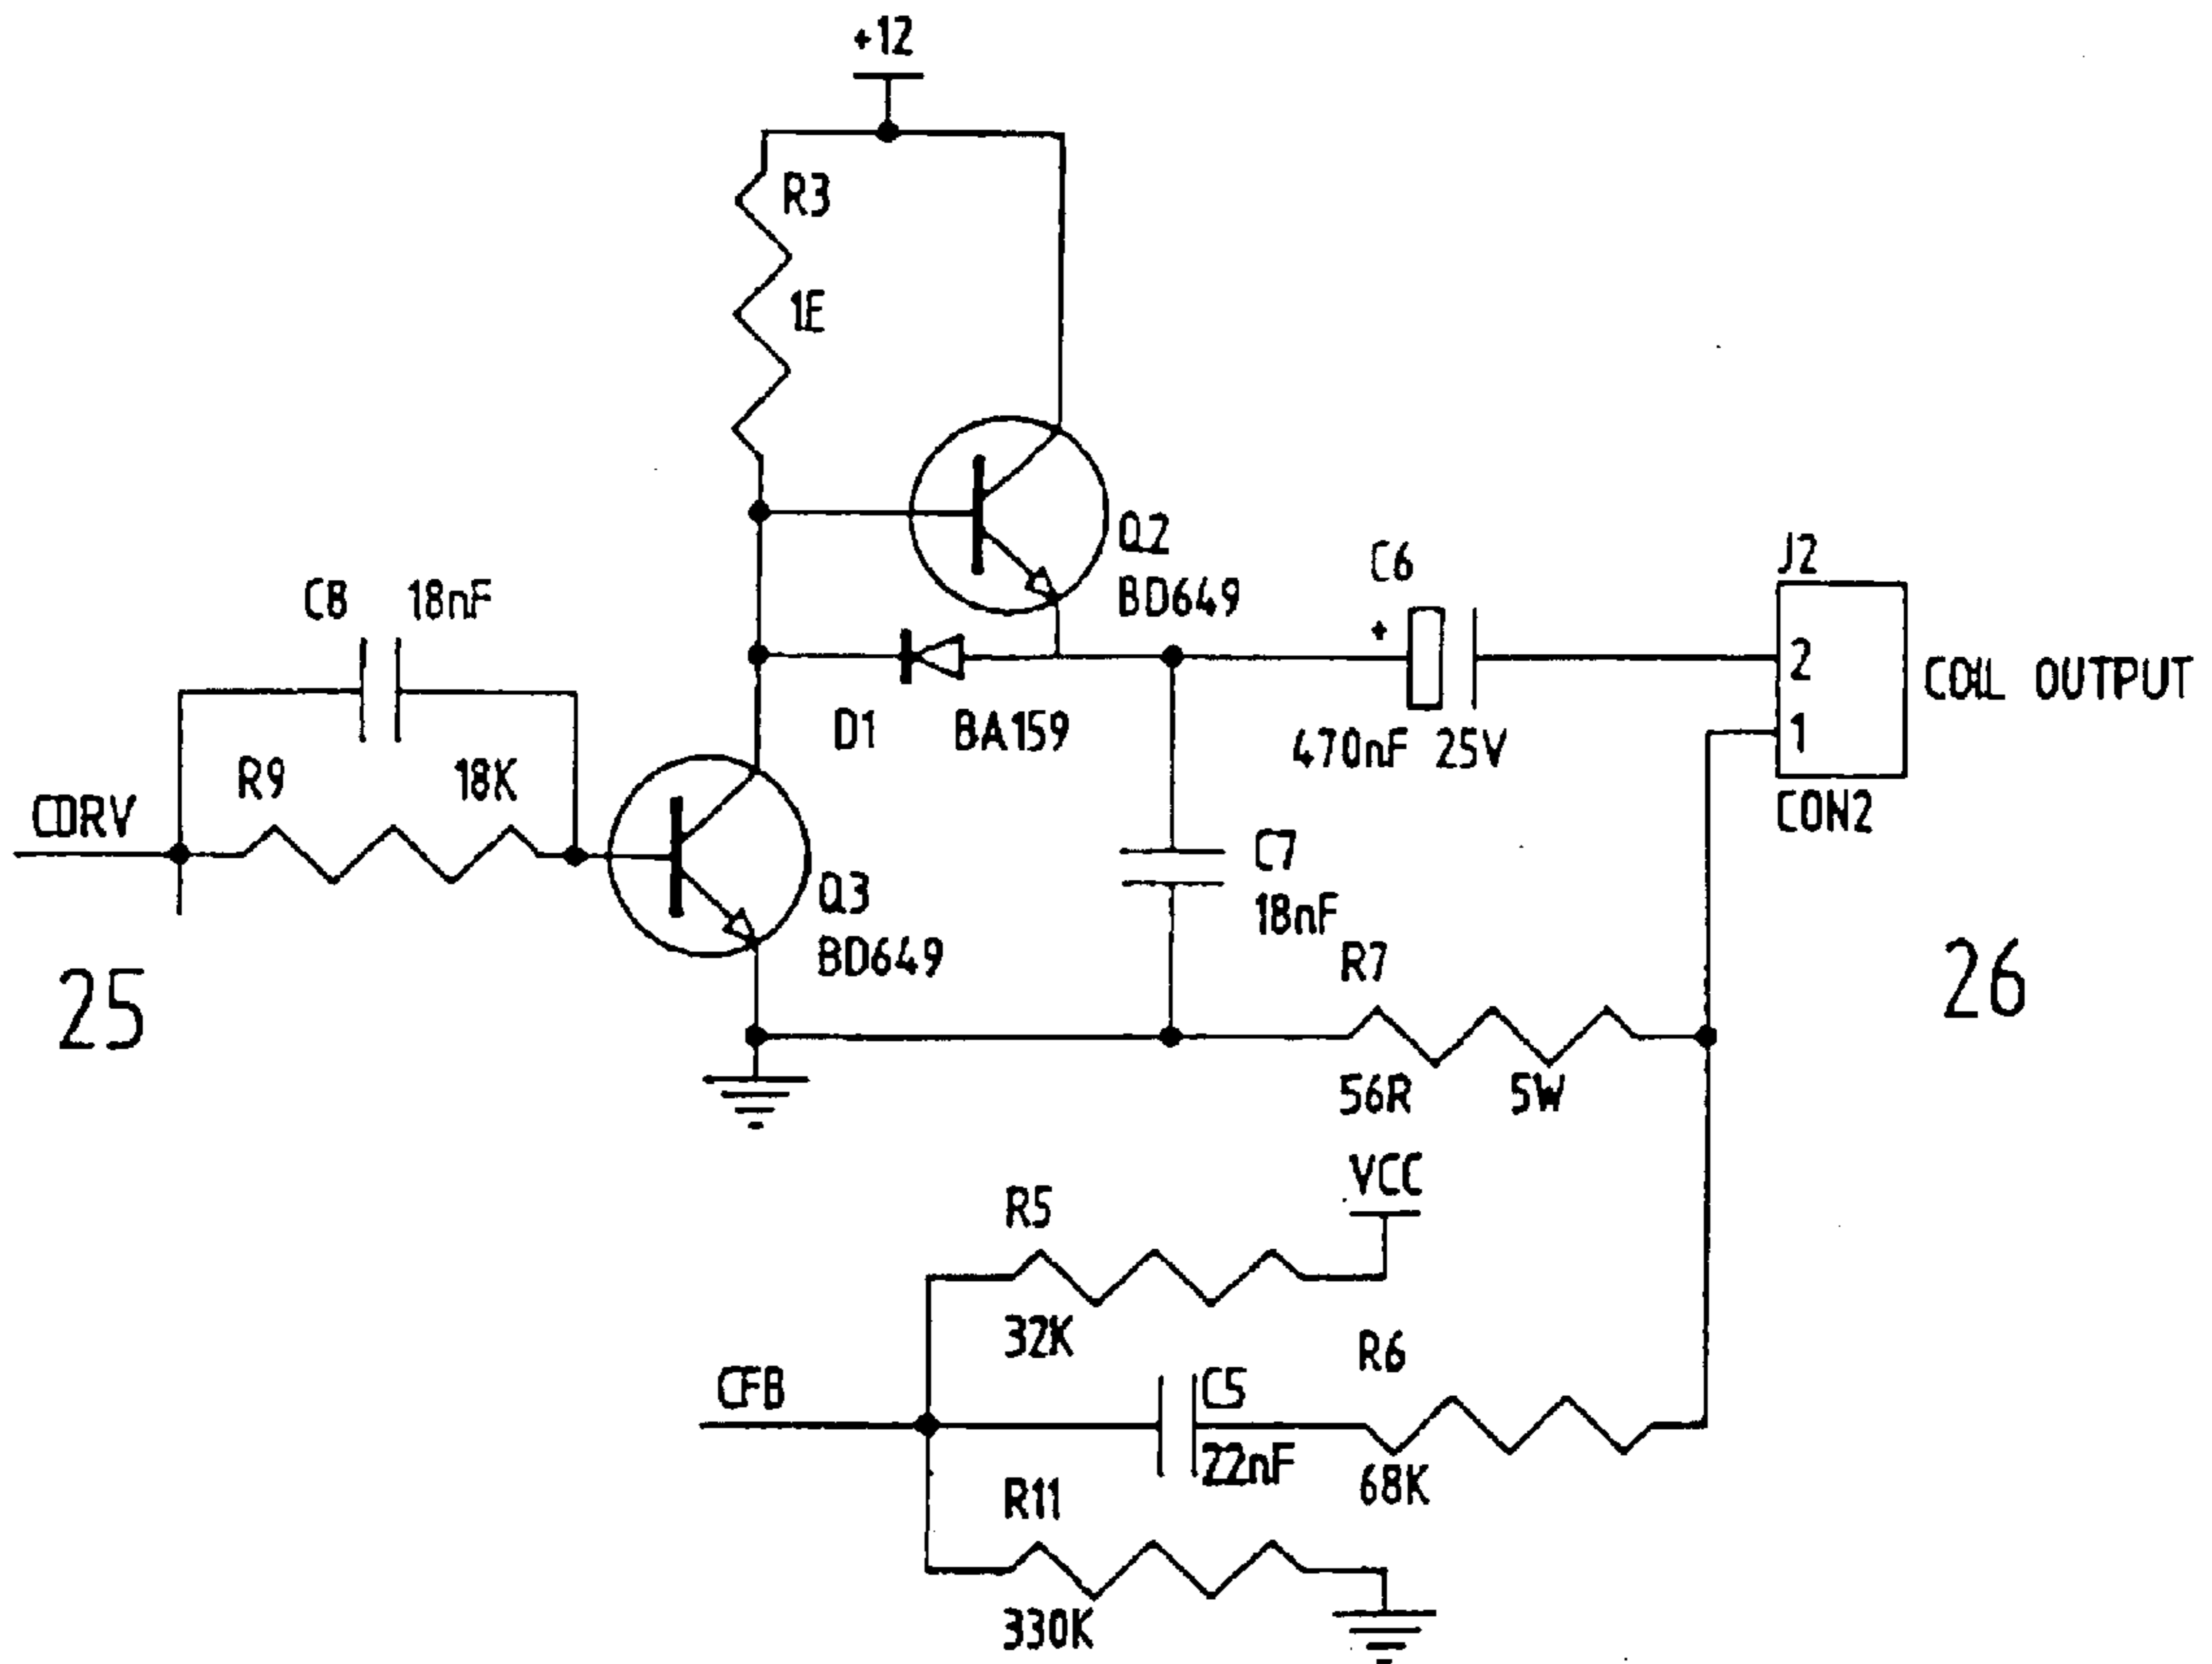 +12
R3
1E
Q2
BD649
C6
+
470nF 25V
J2
2
1
CON2
COIL OUTPUT
C8 18nF
R9 18K
CDRV
D1 BA159
Q3
BD649
C7
18nF
R7
56R 5W
25
26
VCC
R5
32K
CFB
C5
22nF
R6
68K
R11
330K